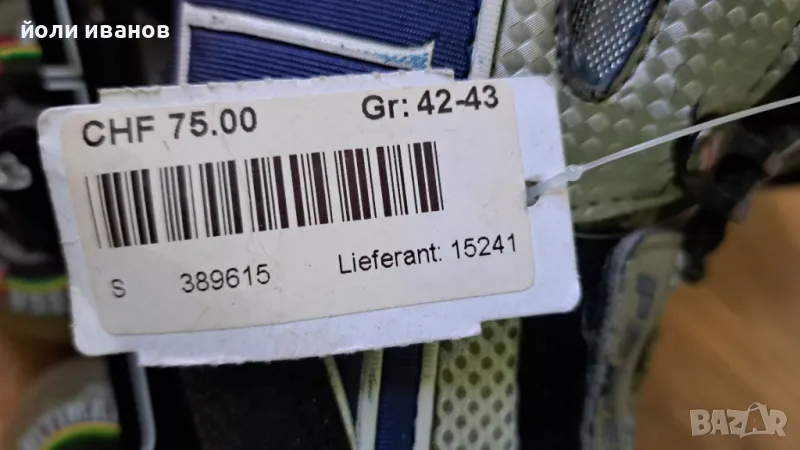 йоли иванов
CHF 75.00
Gr: 42-43
S 389615 Lieferant: 15241
BAZAR